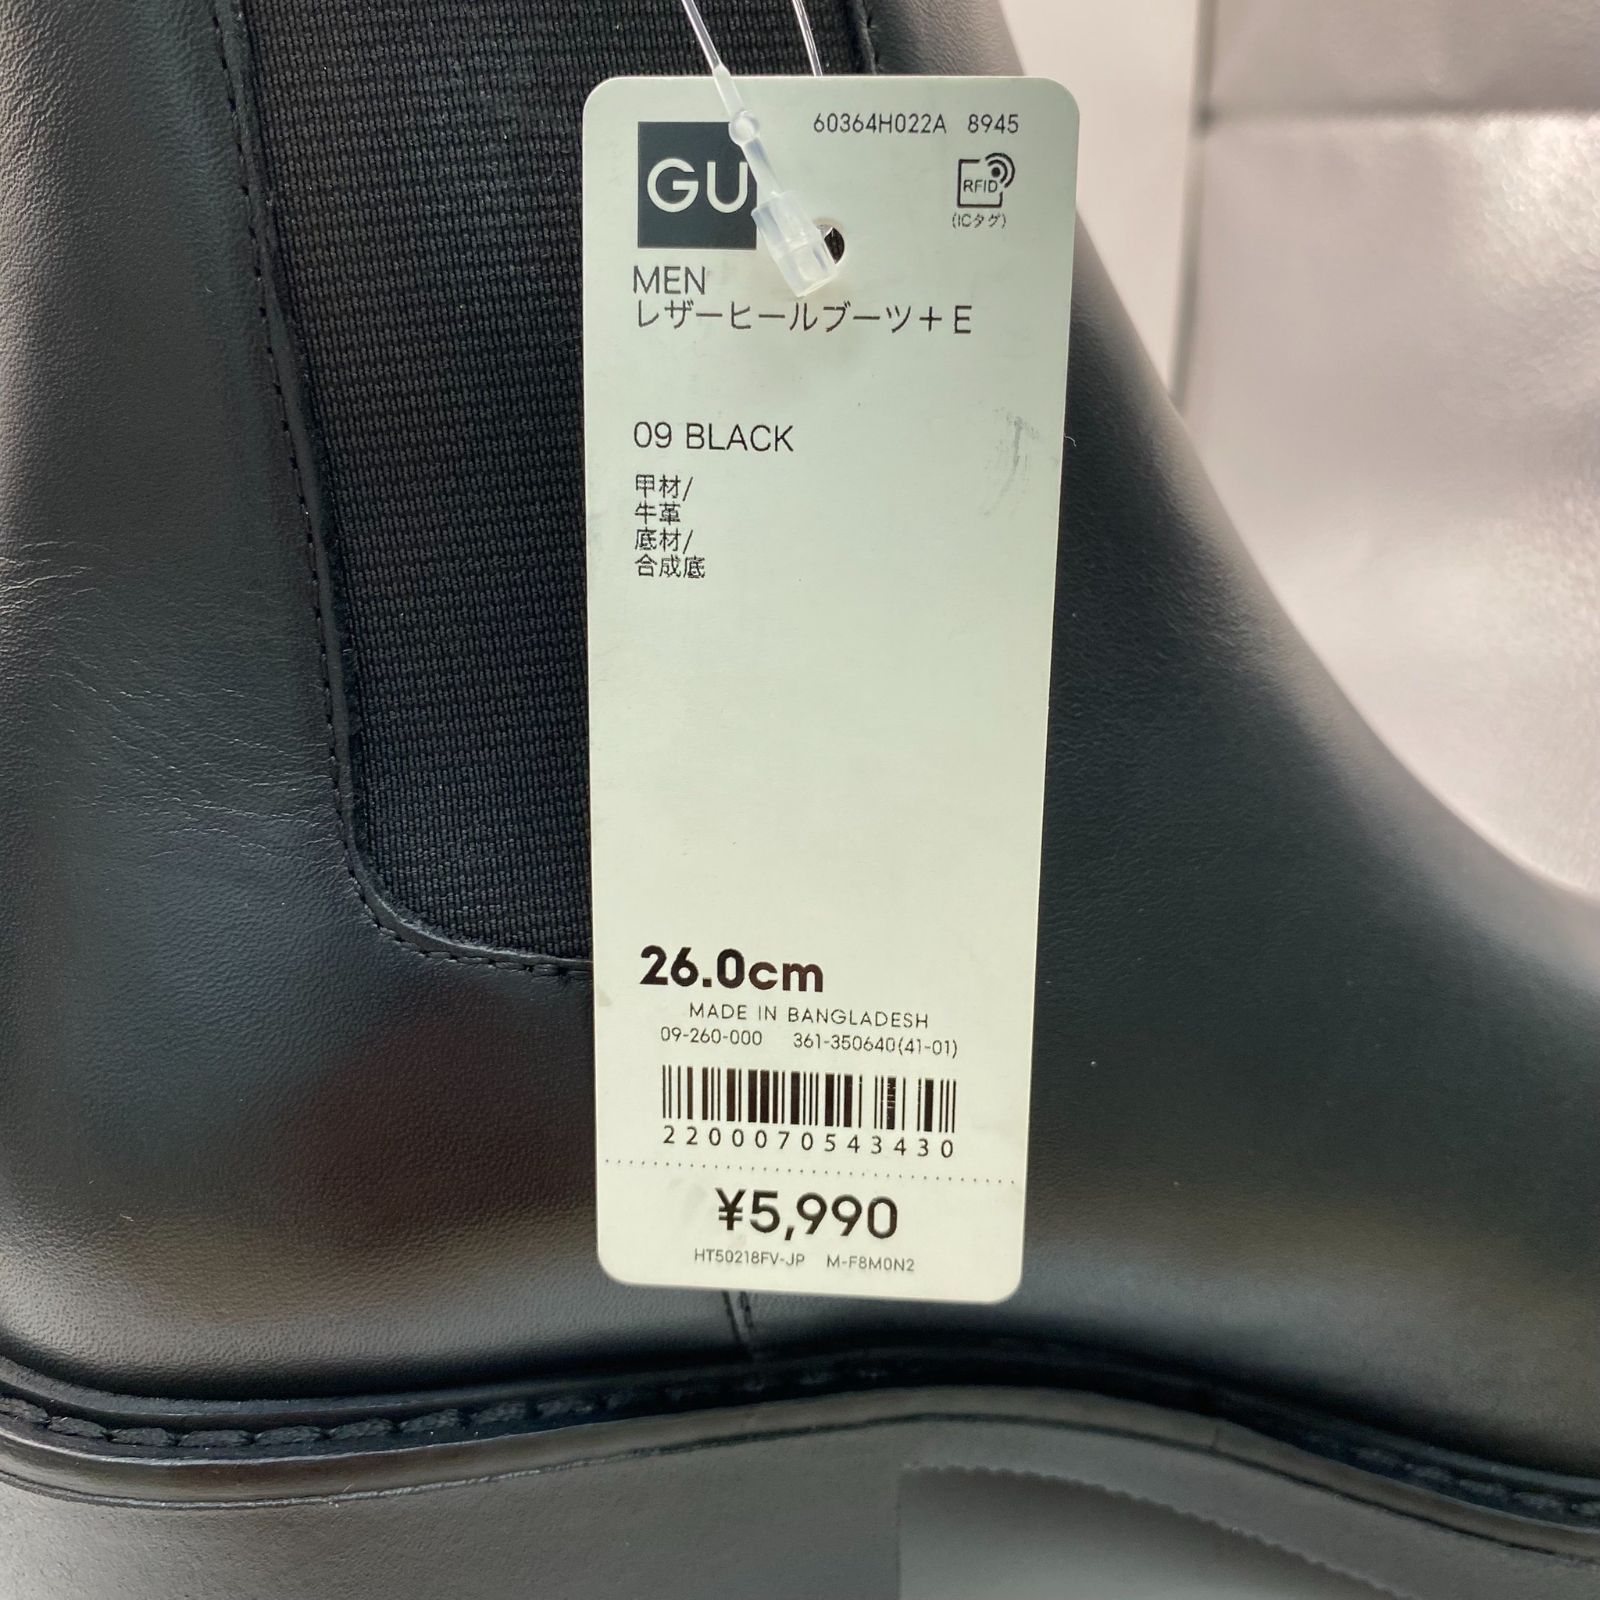 60364H022A 8945
GU
RFID
(ICタグ)
MEN
レザーヒールブーツ+E
09 BLACK
甲材/
牛革
底材/
合成底
26.0cm
MADE IN BANGLADESH
09-260-000 361-350640(41-01)
2200070543430
¥5,990
HT50218FV-JP M-F8M0N2